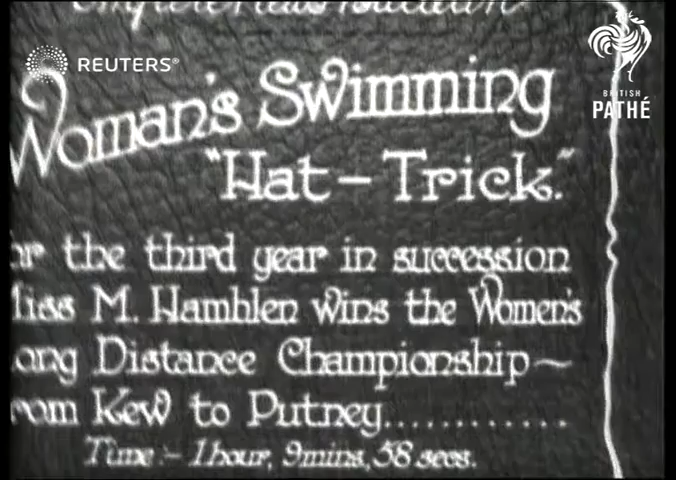 REUTERS
BRITISH
PATHÉ
Woman's Swimming
"Hat-Trick."
or the third year in succession
Miss M. Hamblen wins the Women's
ong Distance Championship~
rom Kew to Putney............
Time:- 1 hour, 9 mins, 58 secs.